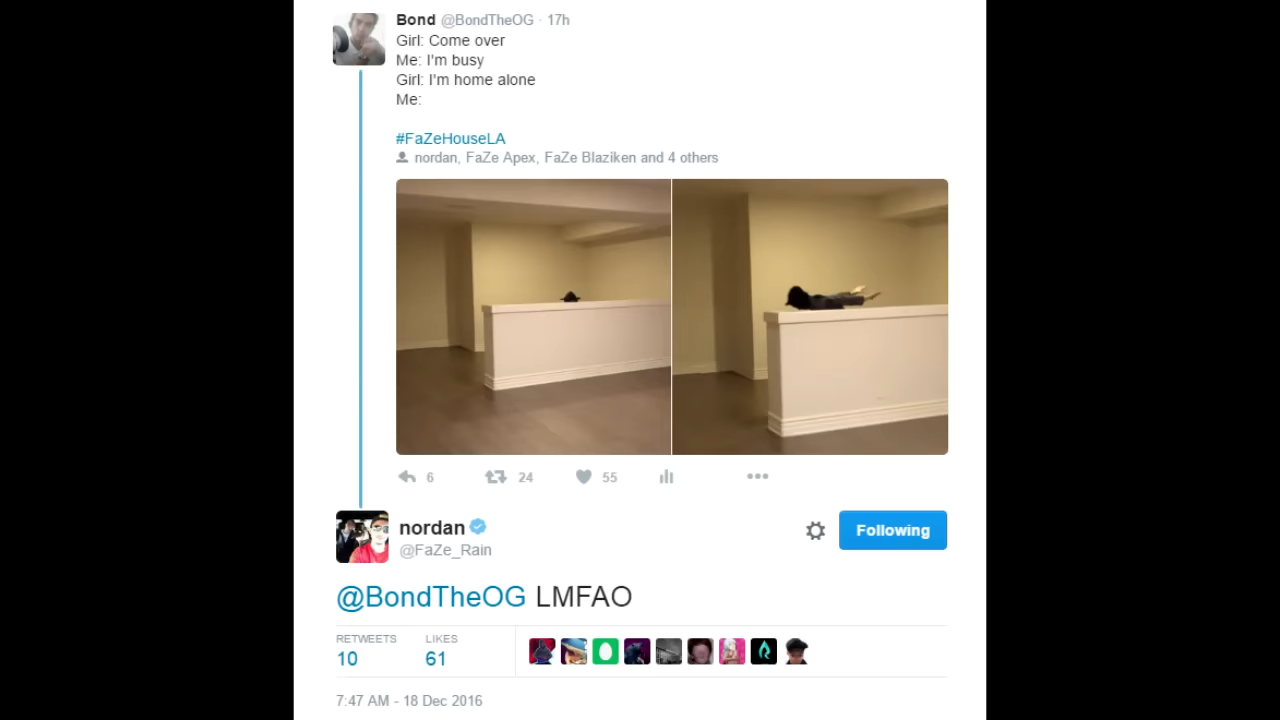 Bond @BondTheOG · 17h
Girl: Come over
Me: I'm busy
Girl: I'm home alone
Me:
#FaZeHouseLA
nordan, FaZe Apex, FaZe Blaziken and 4 others
6 24 55 •••
nordan
Following
@FaZe_Rain
@BondTheOG LMFAO
RETWEETS LIKES
10 61
7:47 AM - 18 Dec 2016